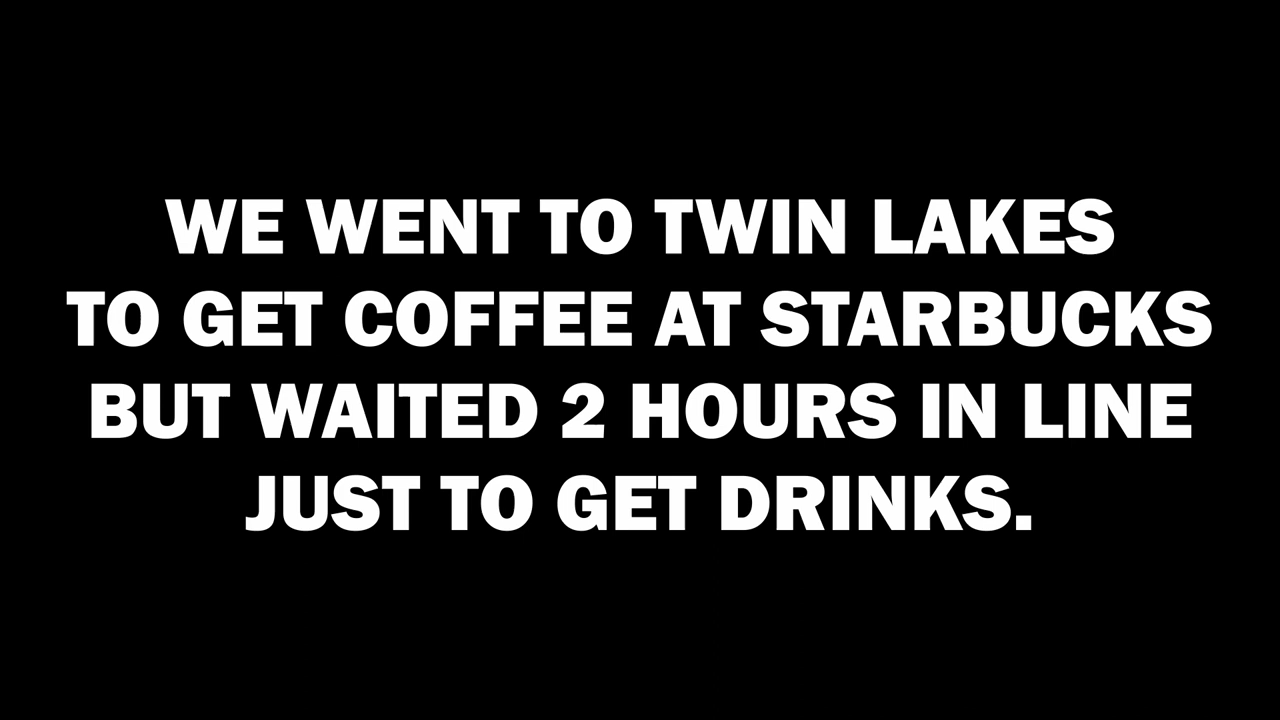 WE WENT TO TWIN LAKES
TO GET COFFEE AT STARBUCKS
BUT WAITED 2 HOURS IN LINE
JUST TO GET DRINKS.